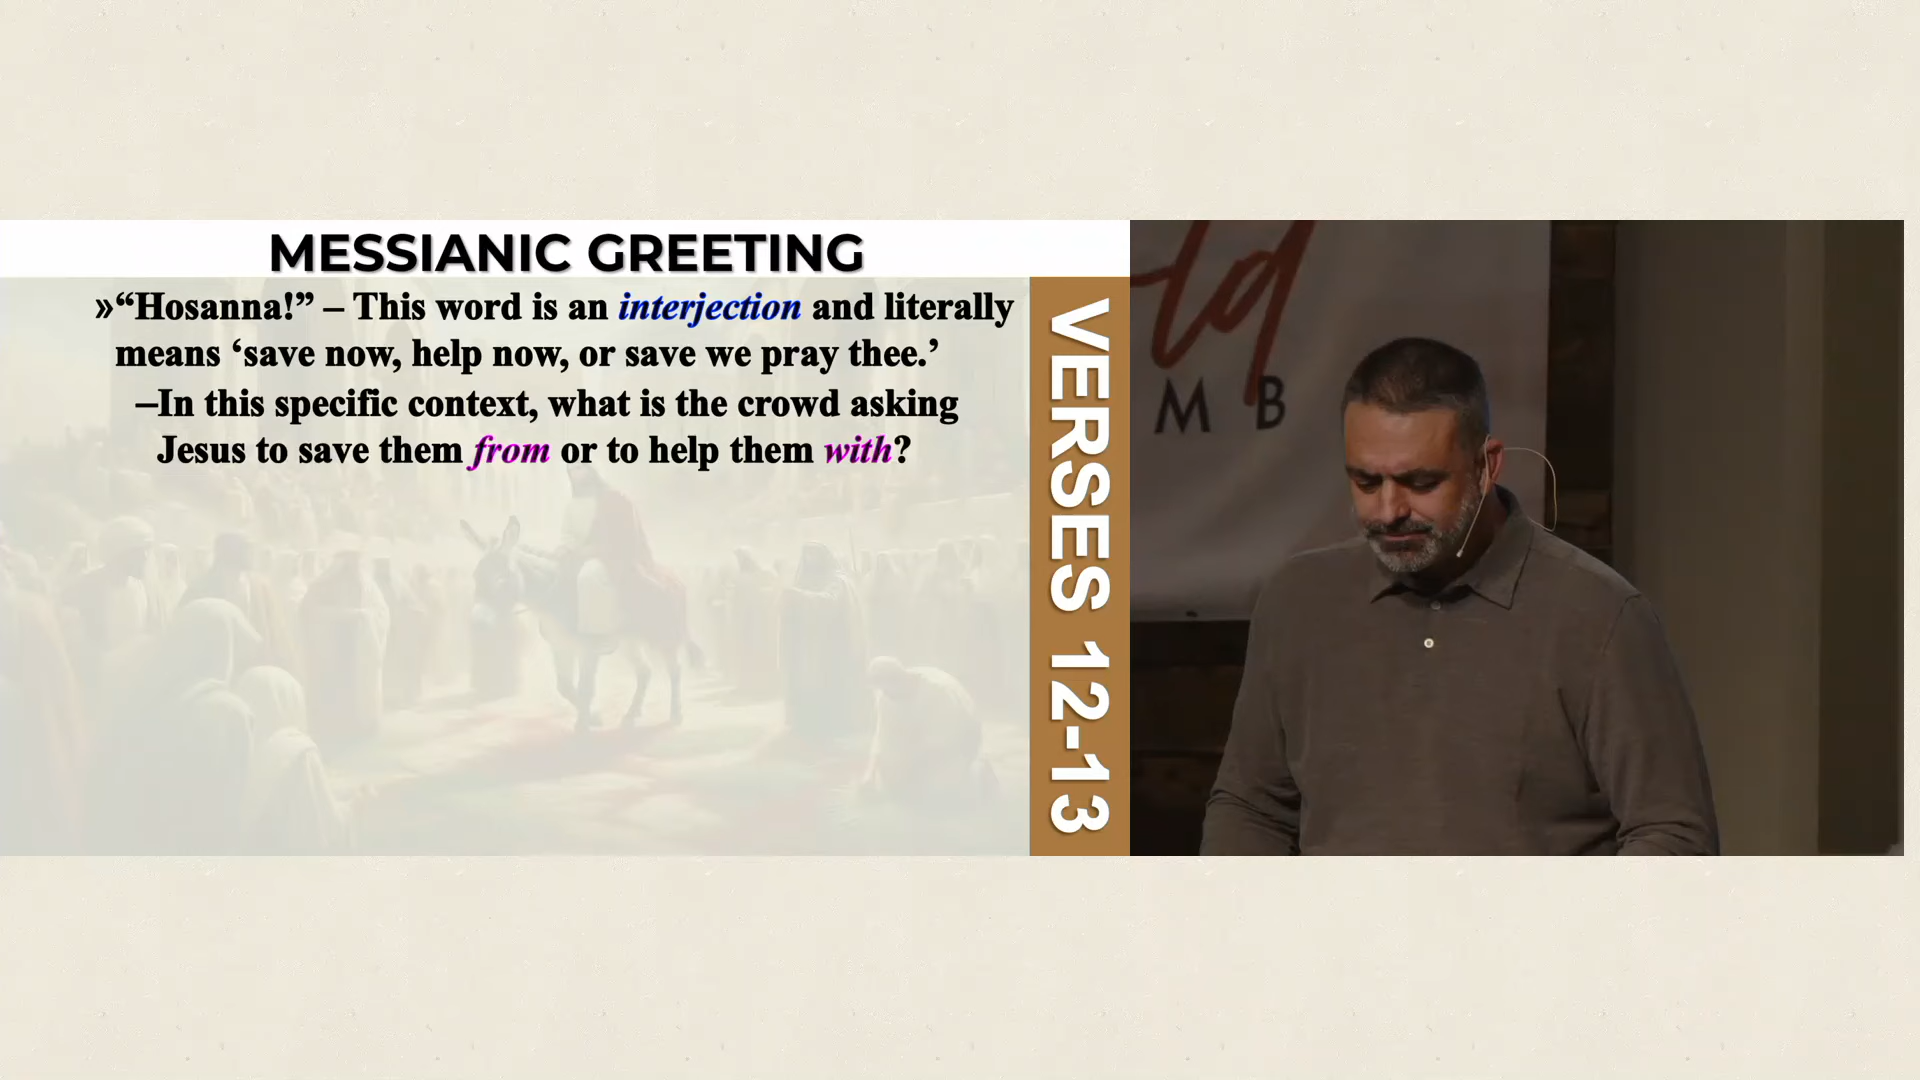 MESSIANIC GREETING
»“Hosanna!” – This word is an interjection and literally
means ‘save now, help now, or save we pray thee.’
–In this specific context, what is the crowd asking
Jesus to save them from or to help them with?
VERSES 12-13
ld
M B